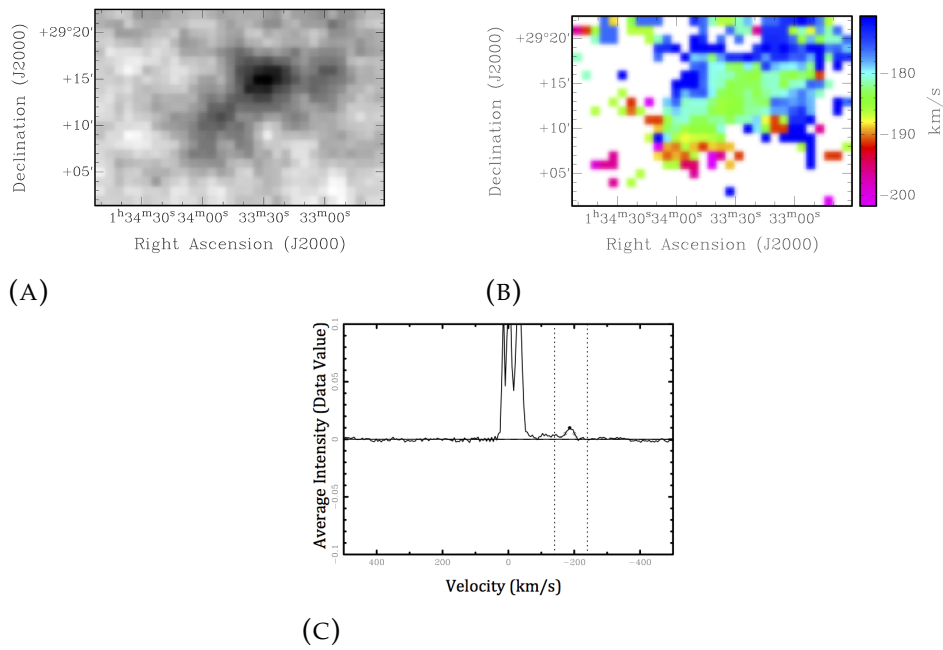 +29°20'
+15'
+10'
+05'
Declination (J2000)
1ʰ34ᵐ30ˢ 34ᵐ00ˢ 33ᵐ30ˢ 33ᵐ00ˢ
Right Ascension (J2000)
(A)
+29°20'
+15'
+10'
+05'
Declination (J2000)
1ʰ34ᵐ30ˢ 34ᵐ00ˢ 33ᵐ30ˢ 33ᵐ00ˢ
Right Ascension (J2000)
−180
−190
−200
km/s
(B)
Average Intensity (Data Value)
0.1
0.05
0
−0.05
−0.1
400 200 0 −200 −400
Velocity (km/s)
(C)